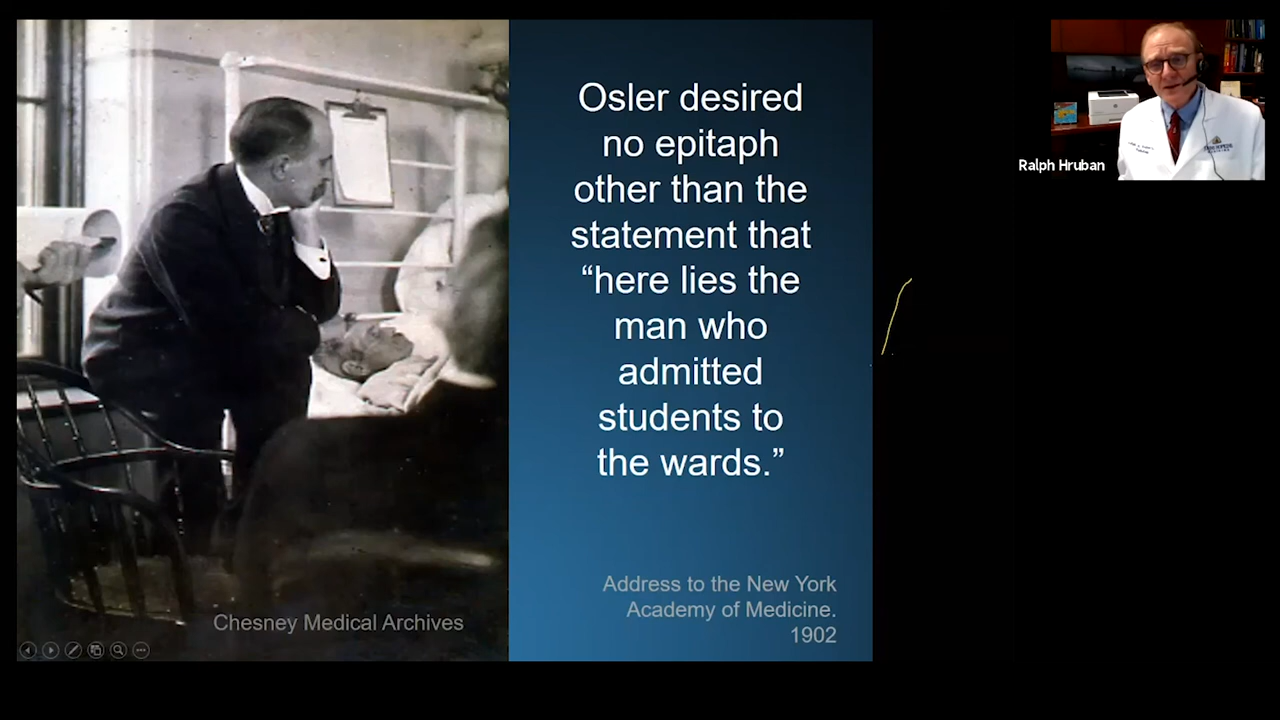 Osler desired
no epitaph
other than the
statement that
“here lies the
man who
admitted
students to
the wards.”
Address to the New York
Academy of Medicine.
1902
Chesney Medical Archives
Ralph Hruban